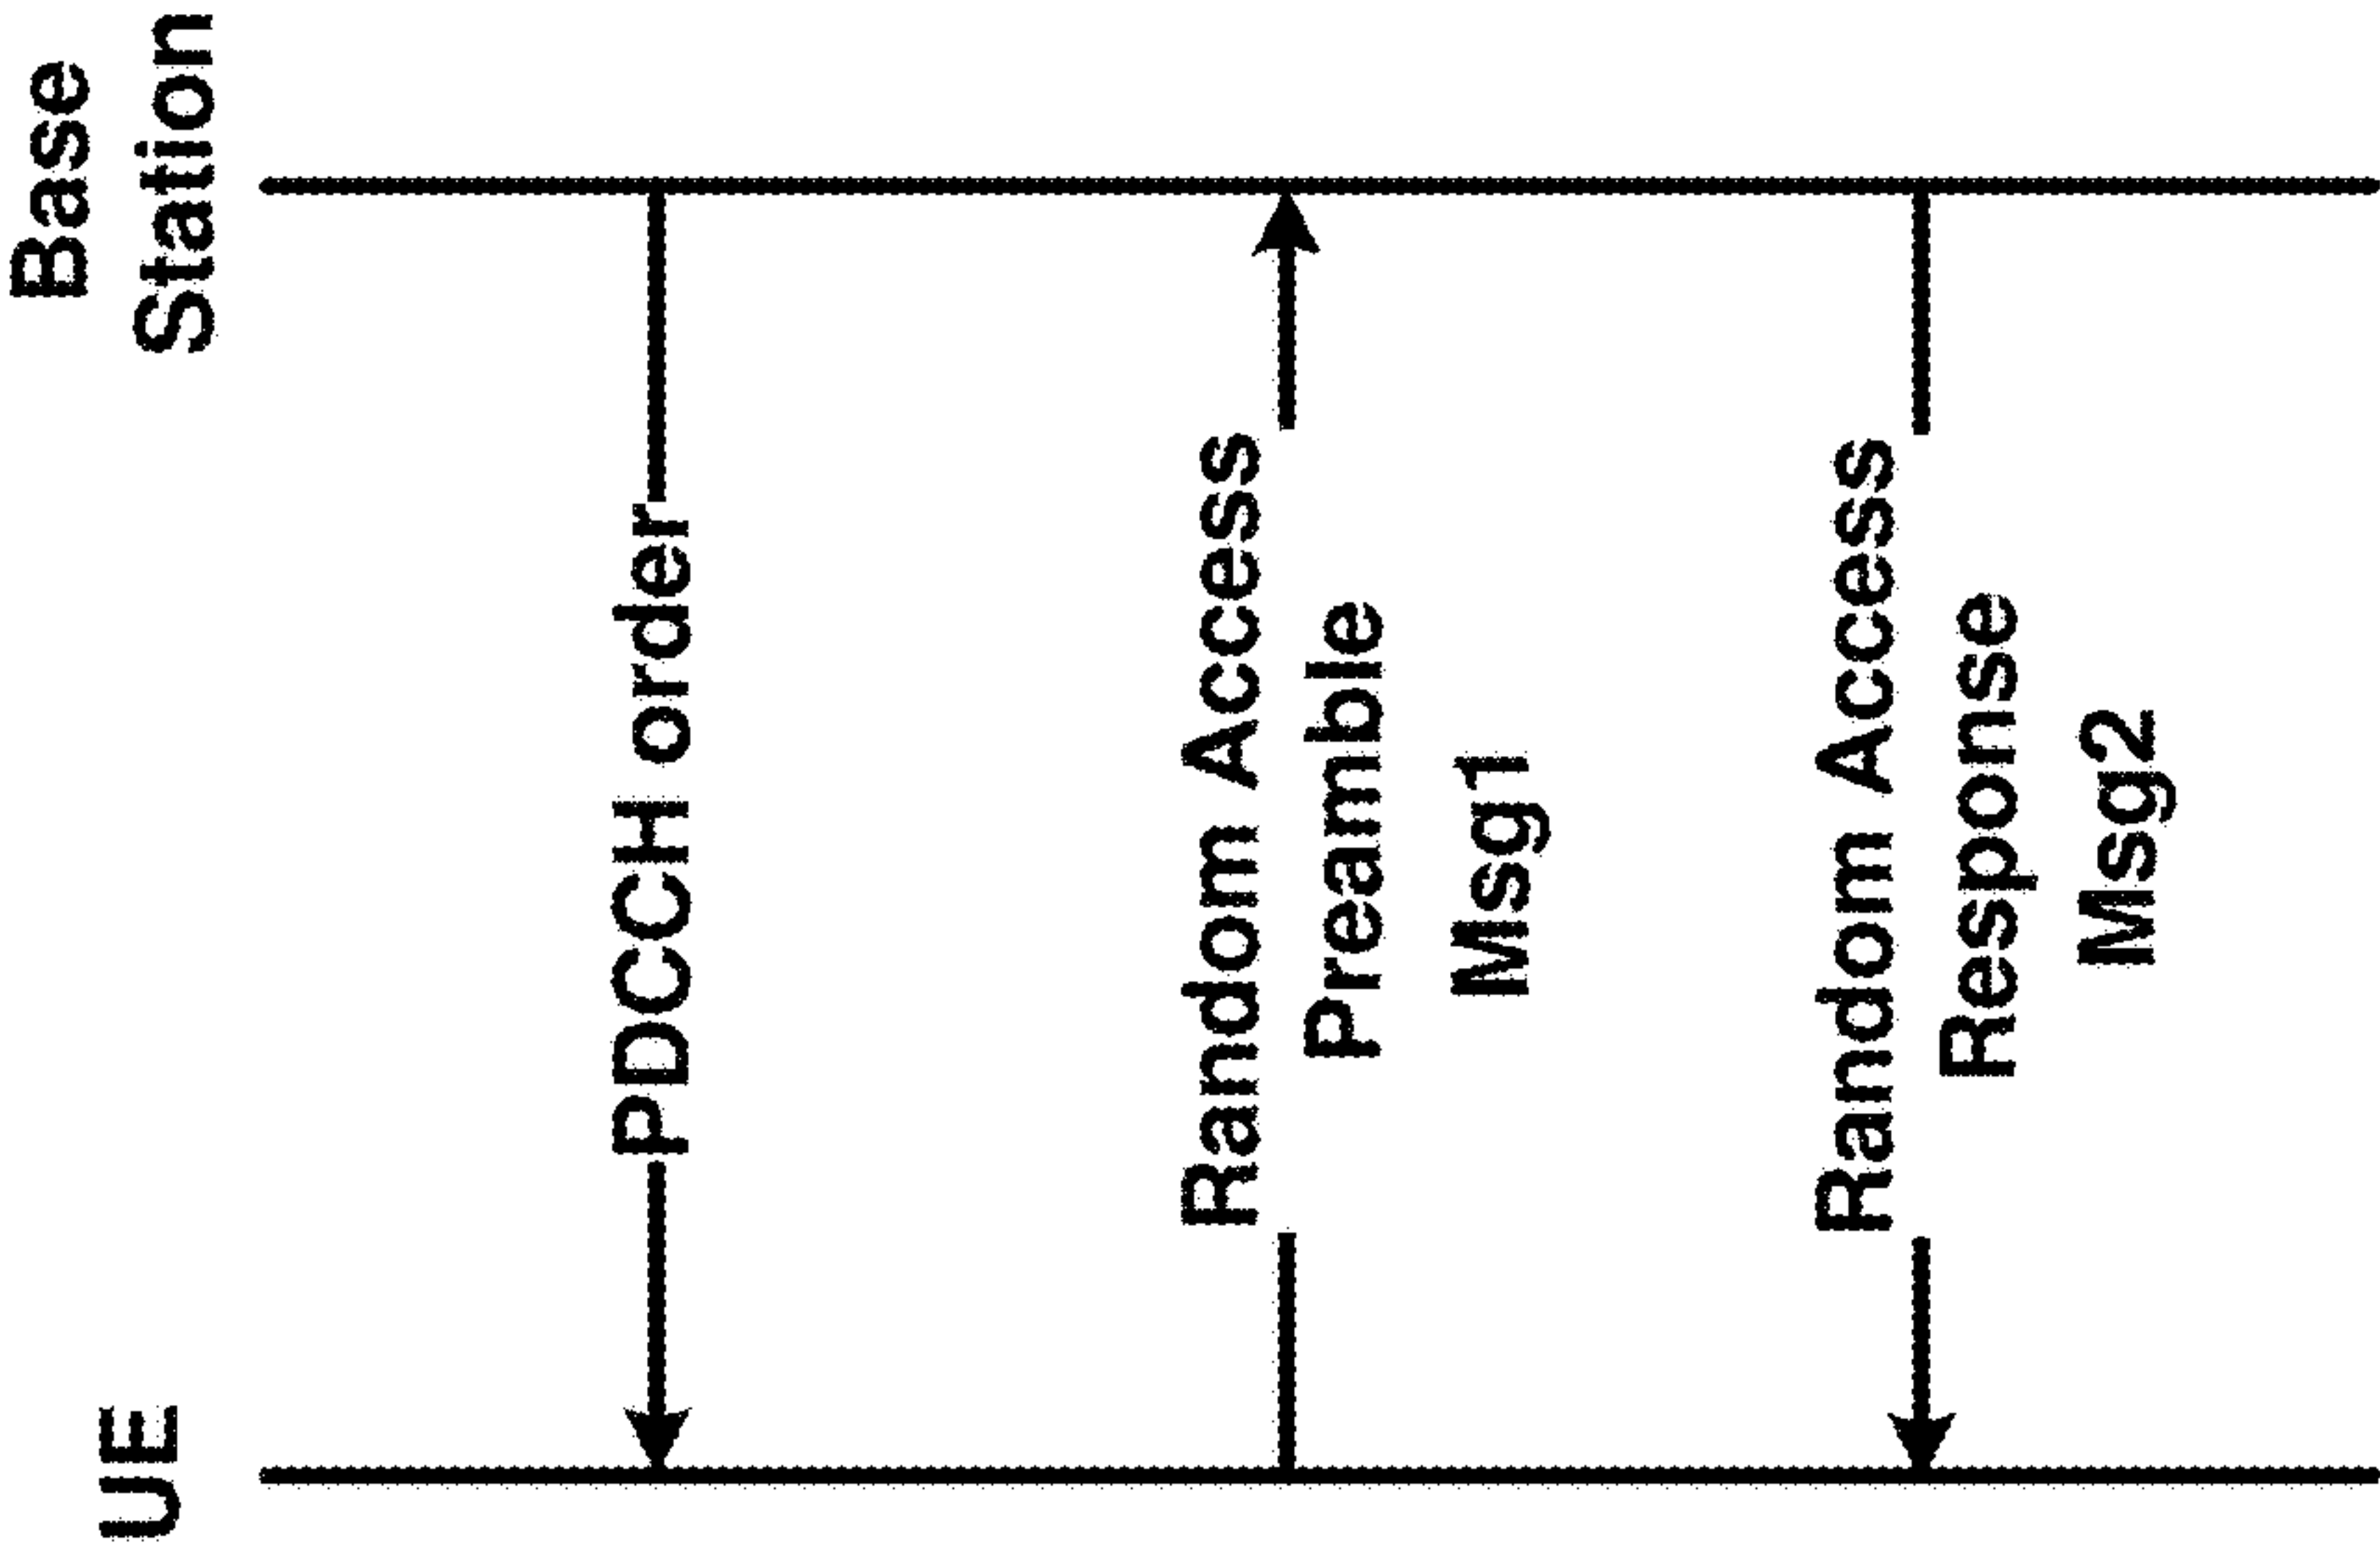 UE
Base
Station
PDCCH order
Random Access
Preamble
Msg1
Random Access
Response
Msg2